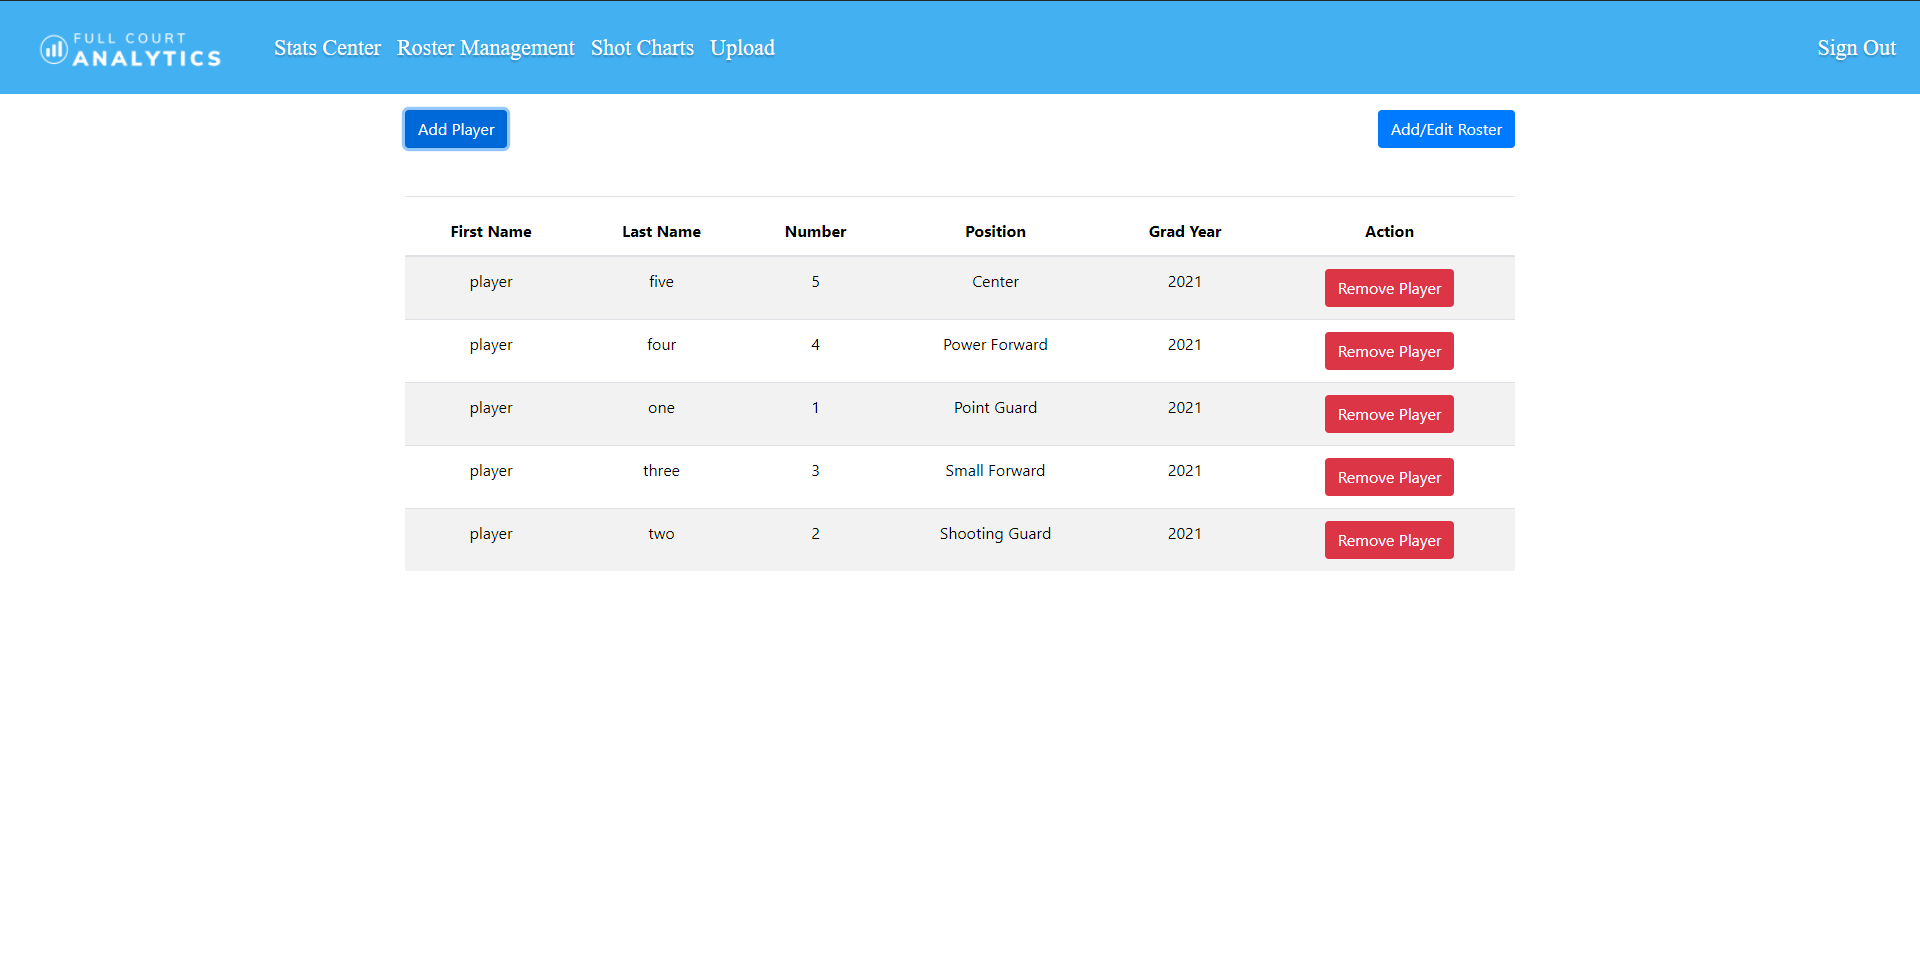 FULL COURT
ANALYTICS
Stats Center Roster Management Shot Charts Upload Sign Out
Add Player Add/Edit Roster
First Name Last Name Number Position Grad Year Action
player five 5 Center 2021 Remove Player
player four 4 Power Forward 2021 Remove Player
player one 1 Point Guard 2021 Remove Player
player three 3 Small Forward 2021 Remove Player
player two 2 Shooting Guard 2021 Remove Player